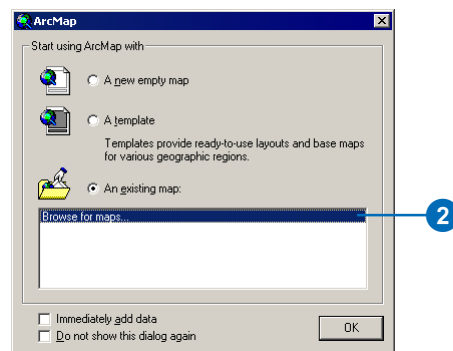 ArcMap
Start using ArcMap with
A new empty map
A template
Templates provide ready-to-use layouts and base maps
for various geographic regions.
An existing map:
Browse for maps...
2
Immediately add data
Do not show this dialog again
OK